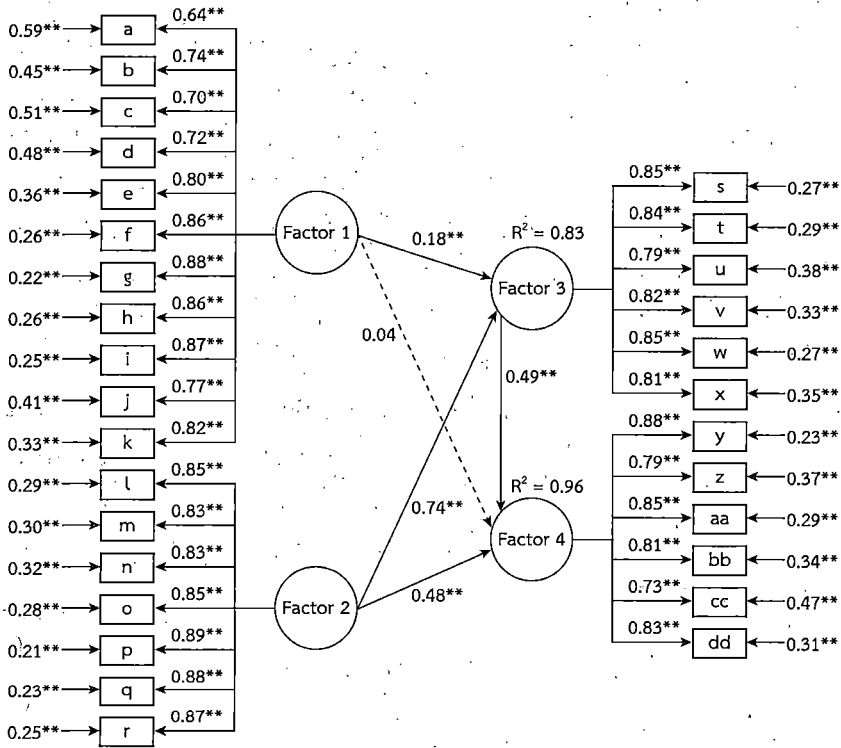 0.59** a 0.64**
0.45** b 0.74**
0.51** c 0.70**
0.48** d 0.72**
0.36** e 0.80**
0.26** f 0.86**
0.22** g 0.88**
0.26** h 0.86**
0.25** i 0.87**
0.41** j 0.77**
0.33** k 0.82**
0.29** l 0.85**
0.30** m 0.83**
0.32** n 0.83**
0.28** o 0.85**
0.21** p 0.89**
0.23** q 0.88**
0.25** r 0.87**
Factor 1
Factor 2
0.18**
0.04
0.74**
0.48**
0.49**
R² = 0.83
Factor 3
R² = 0.96
Factor 4
0.85** s 0.27**
0.84** t 0.29**
0.79** u 0.38**
0.82** v 0.33**
0.85** w 0.27**
0.81** x 0.35**
0.88** y 0.23**
0.79** z 0.37**
0.85** aa 0.29**
0.81** bb 0.34**
0.73** cc 0.47**
0.83** dd 0.31**